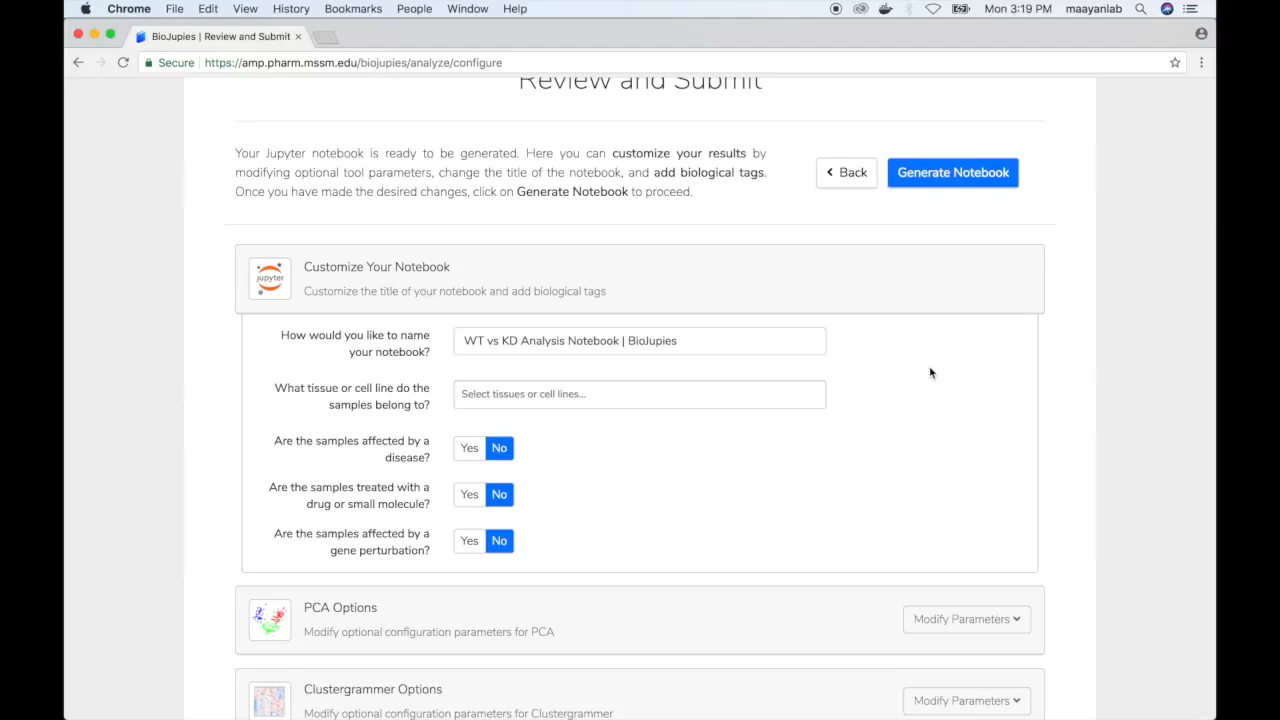 Chrome File Edit View History Bookmarks People Window Help Mon 3:19 PM maayanlab
BioJupies | Review and Submit
Secure https://amp.pharm.mssm.edu/biojupies/analyze/configure
Review and Submit
Your Jupyter notebook is ready to be generated. Here you can customize your results by
modifying optional tool parameters, change the title of the notebook, and add biological tags.
Once you have made the desired changes, click on Generate Notebook to proceed.
Back
Generate Notebook
jupyter
Customize Your Notebook
Customize the title of your notebook and add biological tags
How would you like to name
your notebook?
WT vs KD Analysis Notebook | BioJupies
What tissue or cell line do the
samples belong to?
Select tissues or cell lines...
Are the samples affected by a
disease?
Yes No
Are the samples treated with a
drug or small molecule?
Yes No
Are the samples affected by a
gene perturbation?
Yes No
PCA Options
Modify optional configuration parameters for PCA
Modify Parameters
Clustergrammer Options
Modify optional configuration parameters for Clustergrammer
Modify Parameters